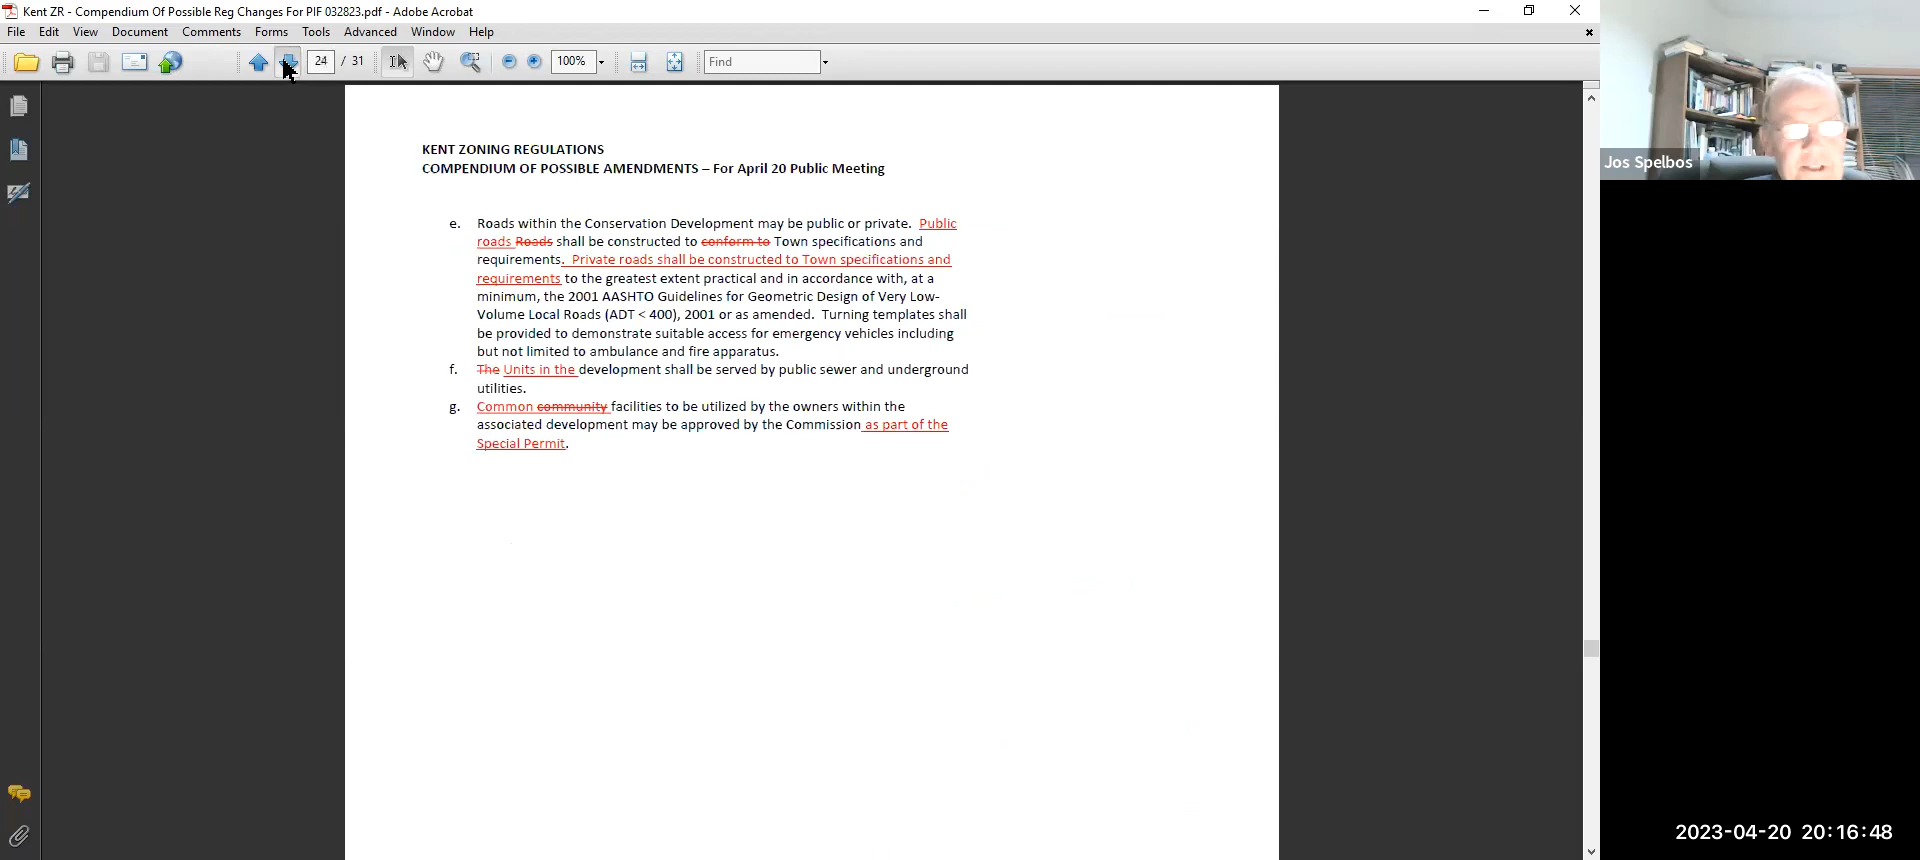 Kent ZR - Compendium Of Possible Reg Changes For PIF 032823.pdf - Adobe Acrobat
File Edit View Document Comments Forms Tools Advanced Window Help
24 / 31 100% Find
KENT ZONING REGULATIONS
COMPENDIUM OF POSSIBLE AMENDMENTS – For April 20 Public Meeting
e. Roads within the Conservation Development may be public or private. Public
roads Roads shall be constructed to conform to Town specifications and
requirements. Private roads shall be constructed to Town specifications and
requirements to the greatest extent practical and in accordance with, at a
minimum, the 2001 AASHTO Guidelines for Geometric Design of Very Low-
Volume Local Roads (ADT < 400), 2001 or as amended. Turning templates shall
be provided to demonstrate suitable access for emergency vehicles including
but not limited to ambulance and fire apparatus.
f. The Units in the development shall be served by public sewer and underground
utilities.
g. Common community facilities to be utilized by the owners within the
associated development may be approved by the Commission as part of the
Special Permit.
Jos Spelbos
2023-04-20 20:16:48